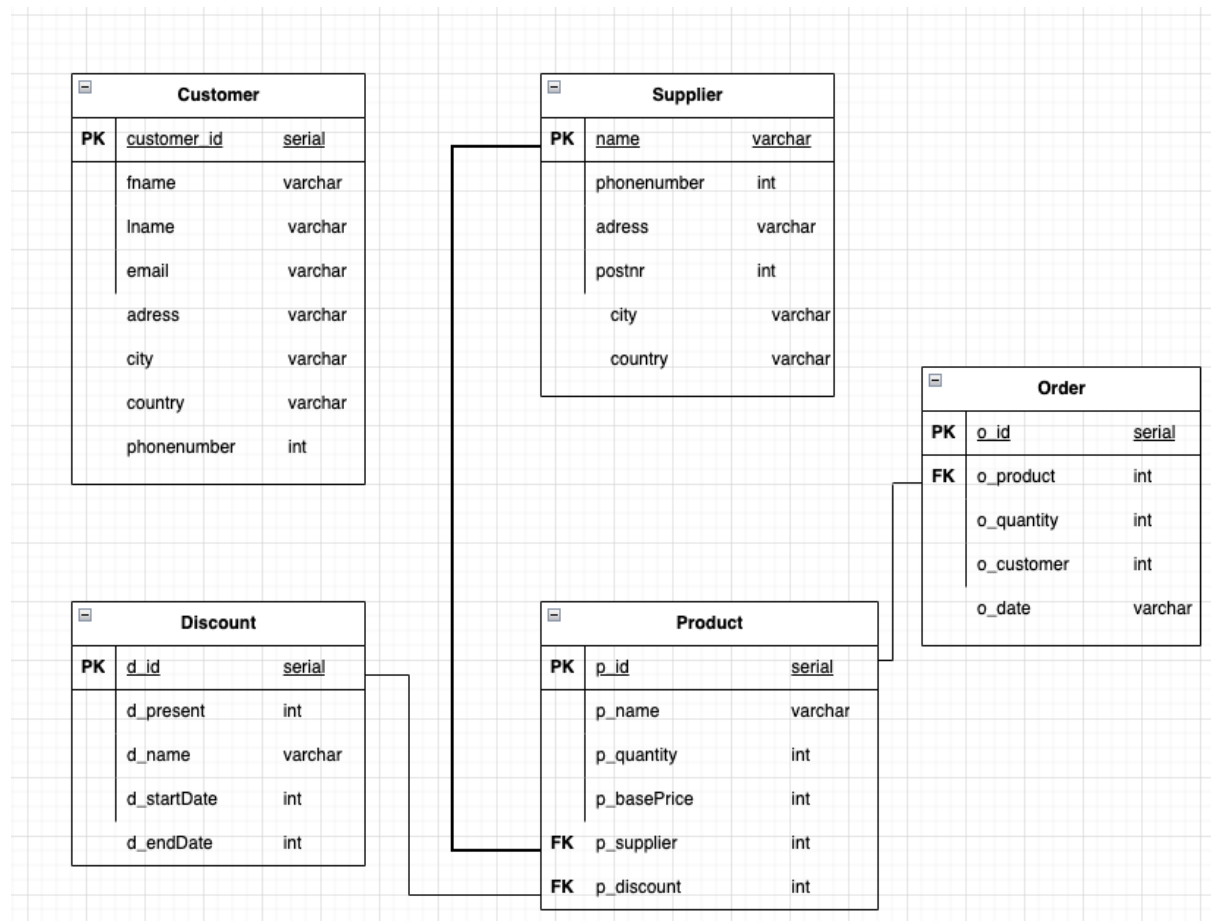 Customer
PK customer_id serial
fname varchar
lname varchar
email varchar
adress varchar
city varchar
country varchar
phonenumber int
Supplier
PK name varchar
phonenumber int
adress varchar
postnr int
city varchar
country varchar
Order
PK o_id serial
FK o_product int
o_quantity int
o_customer int
o_date varchar
Discount
PK d_id serial
d_present int
d_name varchar
d_startDate int
d_endDate int
Product
PK p_id serial
p_name varchar
p_quantity int
p_basePrice int
FK p_supplier int
FK p_discount int